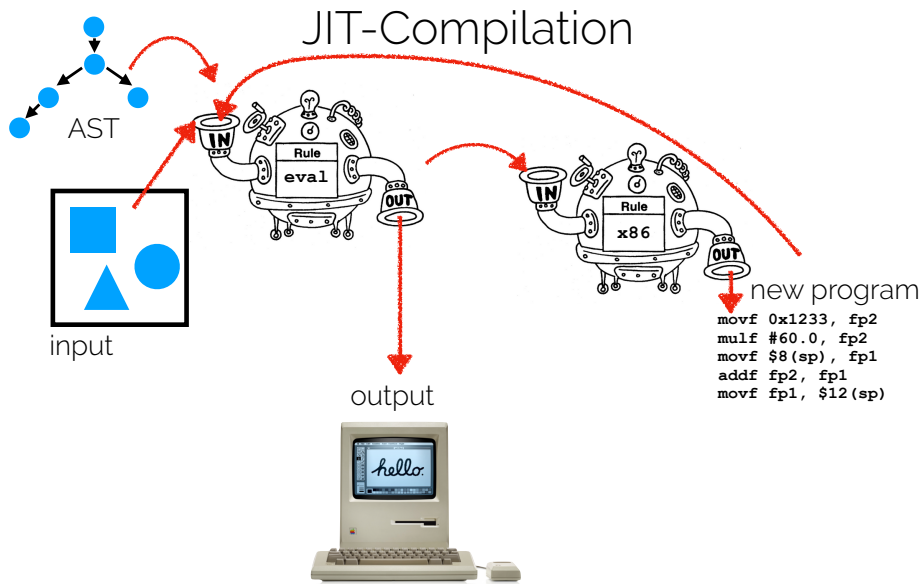 JIT-Compilation
AST
IN
Rule
eval
OUT
IN
Rule
x86
OUT
input
new program
movf 0x1233, fp2
mulf #60.0, fp2
movf $8(sp), fp1
addf fp2, fp1
movf fp1, $12(sp)
output
hello.